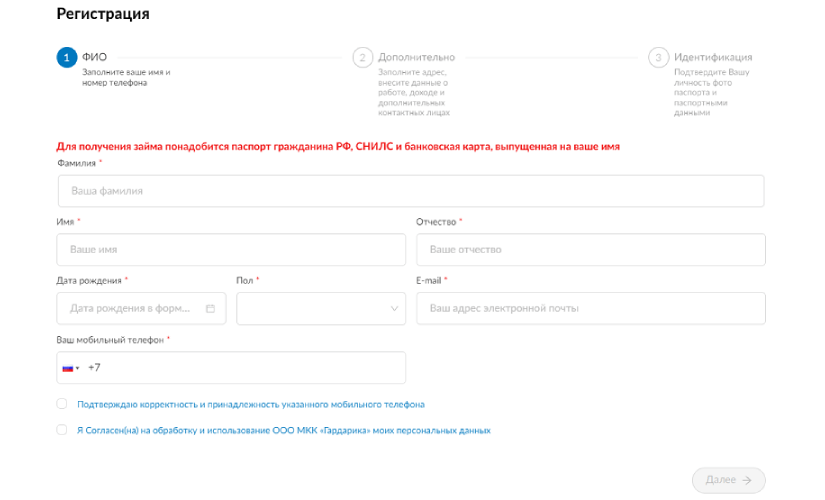 Регистрация
1 ФИО
Заполните ваше имя и
номер телефона
2 Дополнительно
Заполните адрес,
внесите данные о
работе, доходе и
дополнительных
контактных лицах
3 Идентификация
Подтвердите Вашу
личность фото
паспорта и
паспортными
данными
Для получения займа понадобится паспорт гражданина РФ, СНИЛС и банковская карта, выпущенная на ваше имя
Фамилия *
Ваша фамилия
Имя *
Отчество *
Ваше имя
Ваше отчество
Дата рождения *
Пол *
E-mail *
Дата рождения в форм...
Ваш адрес электронной почты
Ваш мобильный телефон *
+7
Подтверждаю корректность и принадлежность указанного мобильного телефона
Я Согласен(на) на обработку и использование ООО МКК «Гардарика» моих персональных данных
Далее →